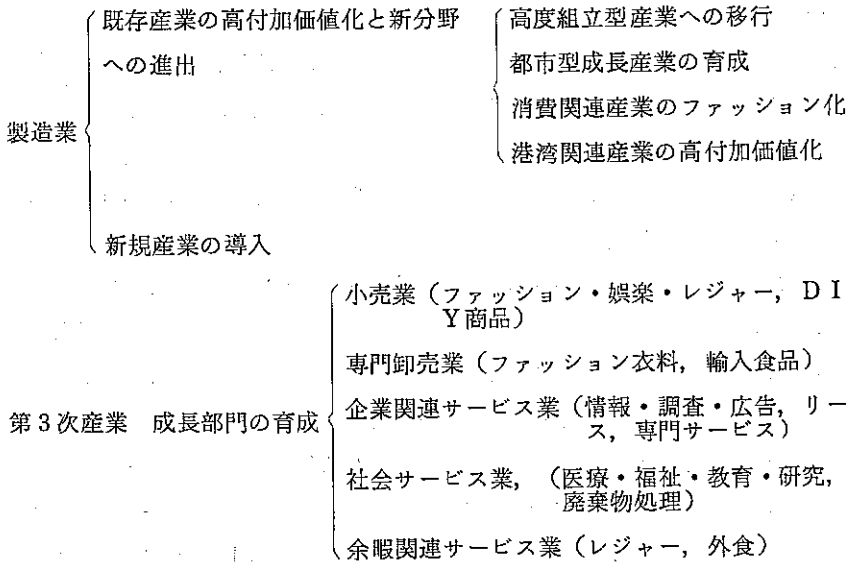 製造業
既存産業の高付加価値化と新分野
への進出
高度組立型産業への移行
都市型成長産業の育成
消費関連産業のファッション化
港湾関連産業の高付加価値化
新規産業の導入
第3次産業 成長部門の育成
小売業(ファッション・娯楽・レジャー,DI
Y商品)
専門卸売業(ファッション衣料,輸入食品)
企業関連サービス業(情報・調査・広告,リー
ス,専門サービス)
社会サービス業,(医療・福祉・教育・研究,
廃棄物処理)
余暇関連サービス業(レジャー,外食)